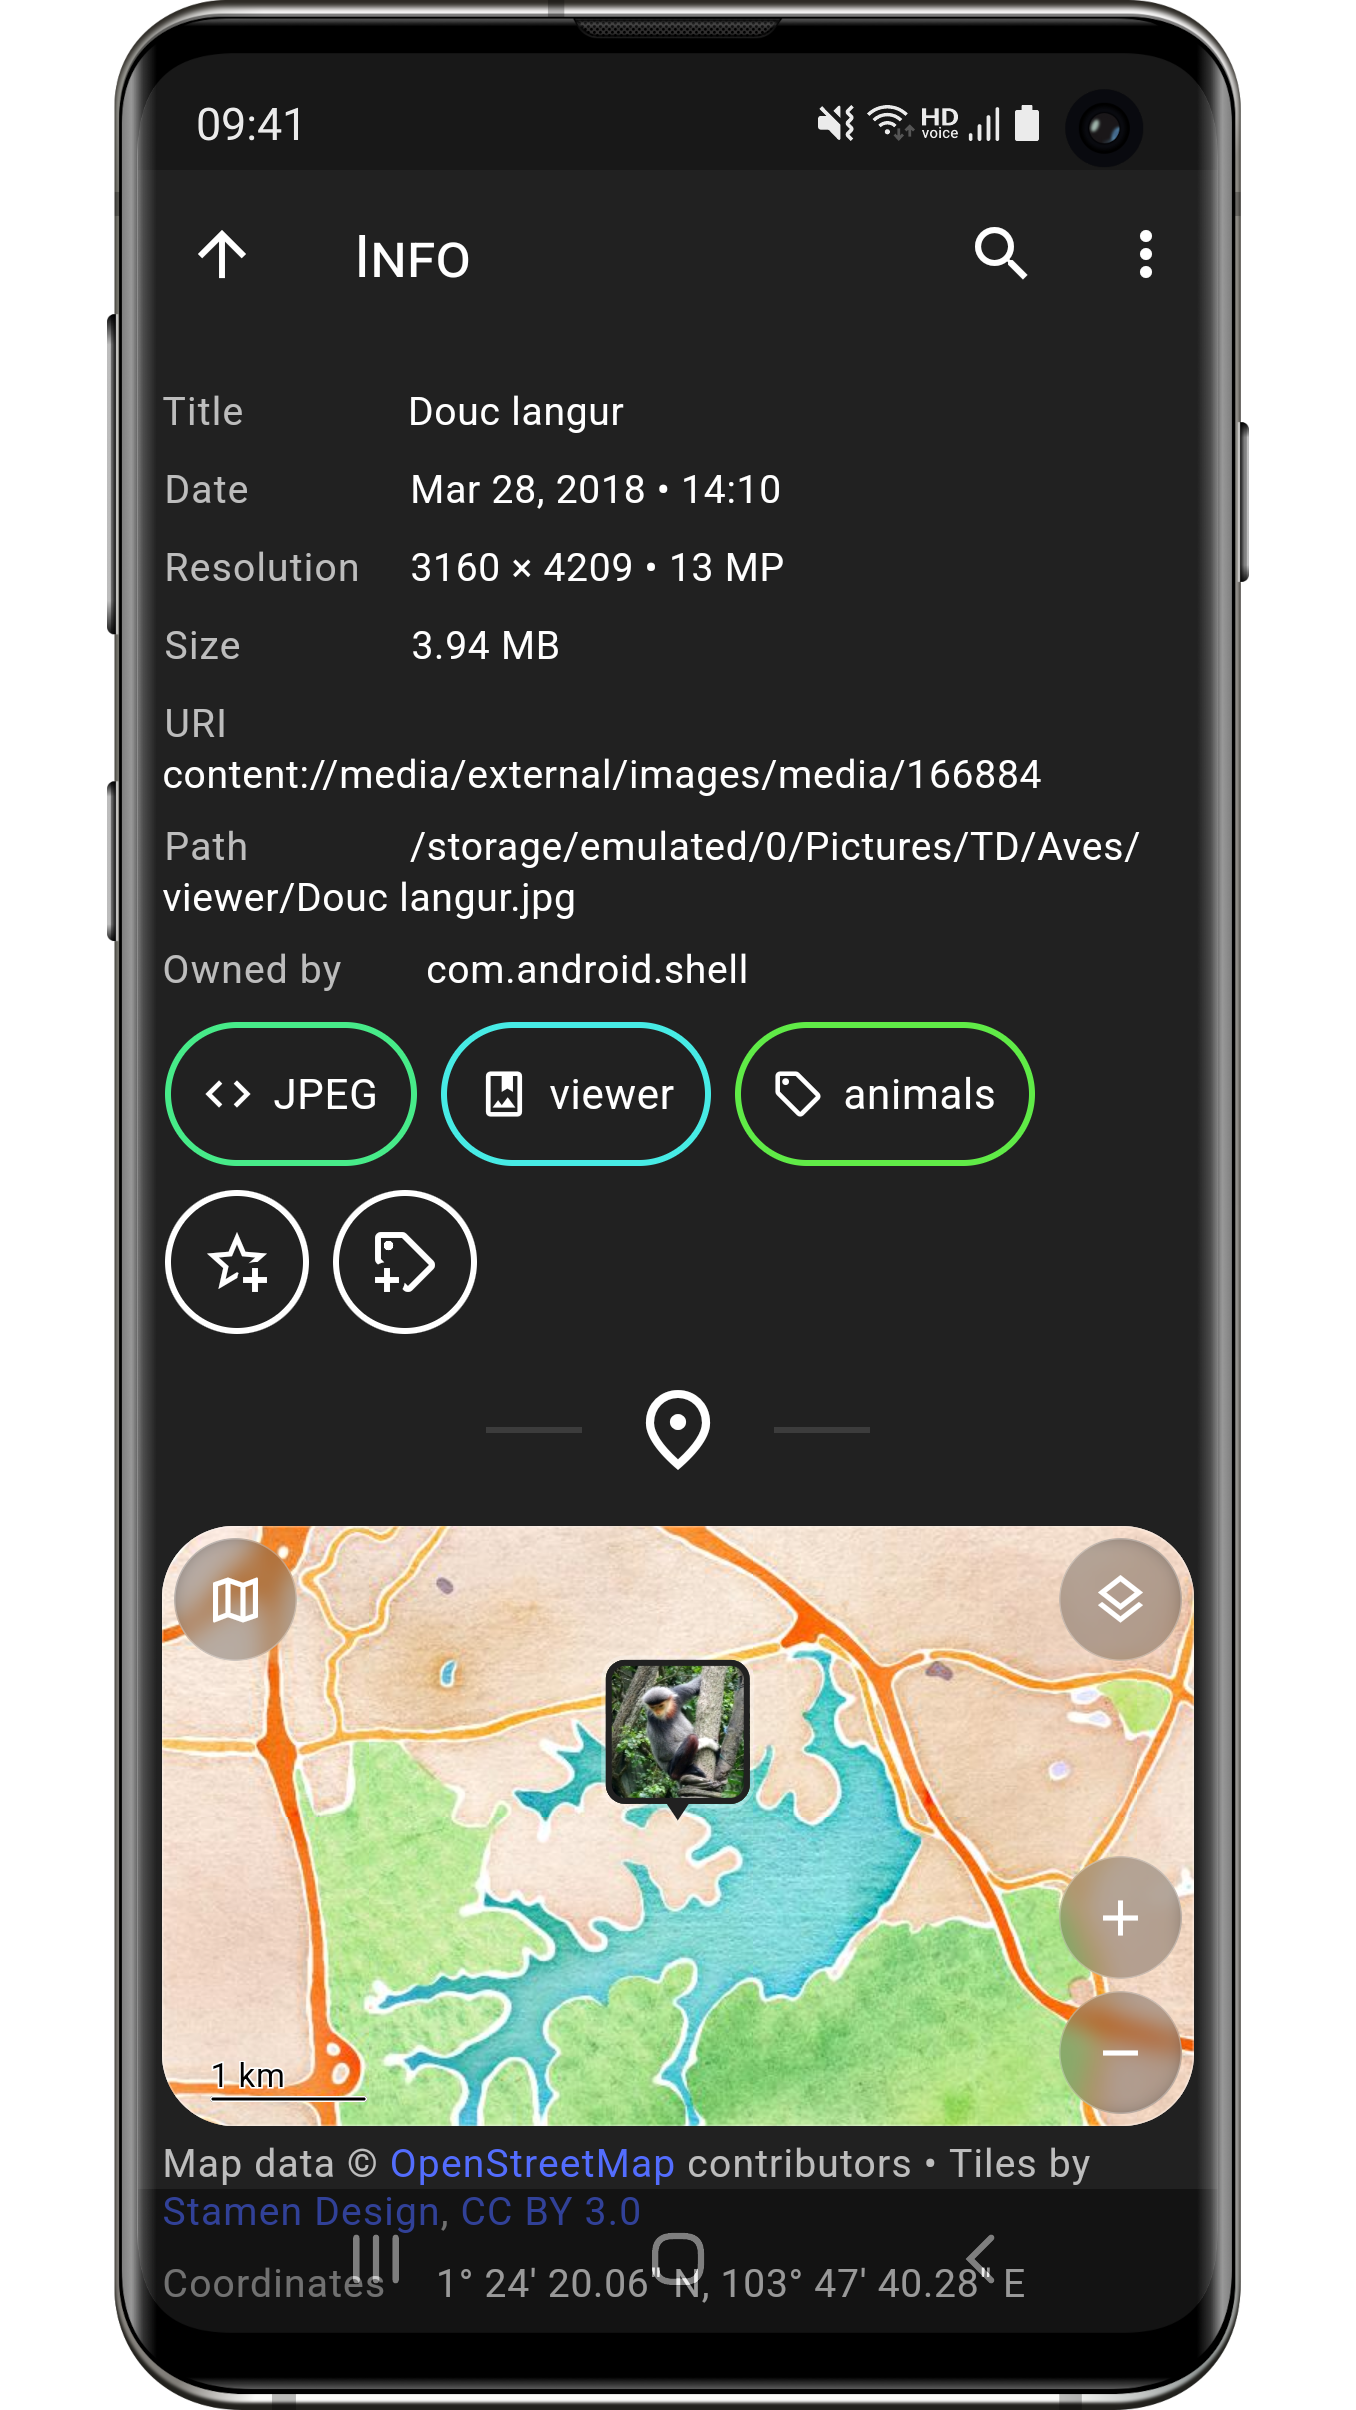 09:41
HD
voice
INFO
Title Douc langur
Date Mar 28, 2018 • 14:10
Resolution 3160 × 4209 • 13 MP
Size 3.94 MB
URI
content://media/external/images/media/166884
Path /storage/emulated/0/Pictures/TD/Aves/
viewer/Douc langur.jpg
Owned by com.android.shell
JPEG viewer animals
1 km
Map data © OpenStreetMap contributors • Tiles by
Stamen Design, CC BY 3.0
Coordinates 1° 24' 20.06" N, 103° 47' 40.28" E